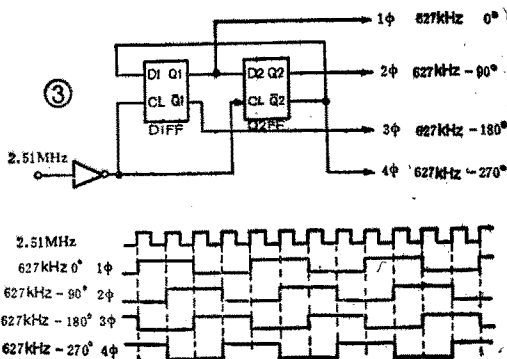 1φ 627kHz 0°
D1 Q1 D2 Q2 2φ 627kHz -90°
③
CL Q̄1 CL Q̄2
D1FF D2FF 3φ 627kHz -180°
2.51MHz
4φ 627kHz -270°
2.51MHz
627kHz 0° 1φ
627kHz - 90° 2φ
627kHz - 180° 3φ
627kHz - 270° 4φ